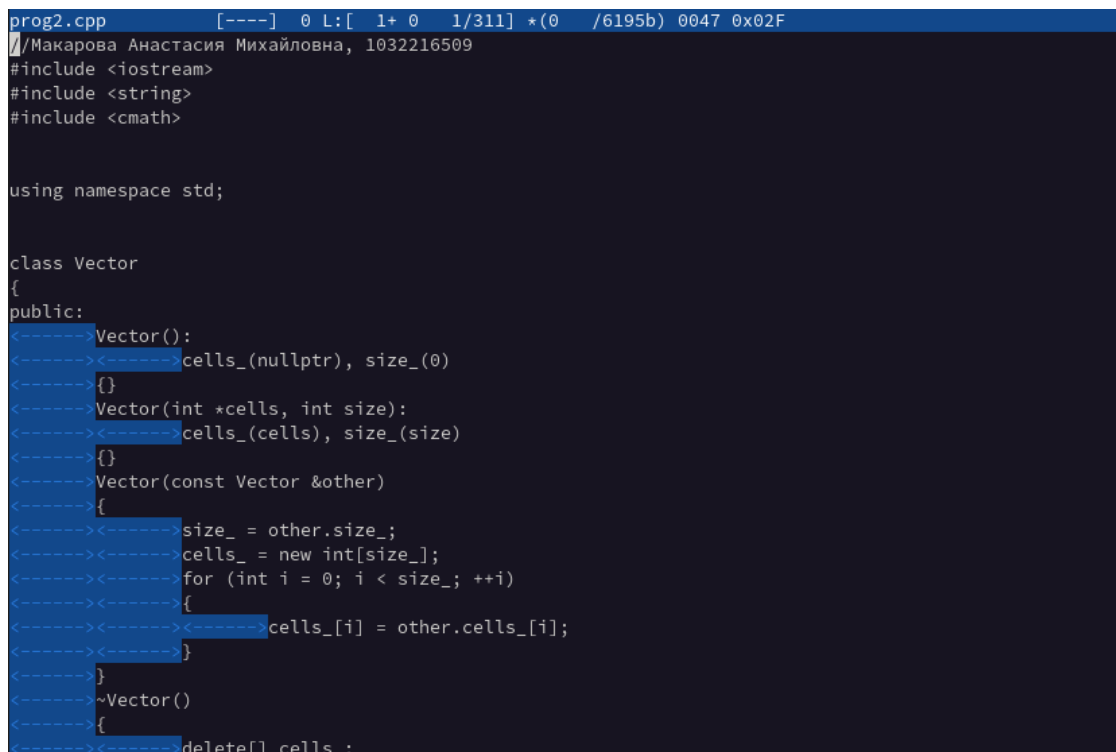 prog2.cpp [----] 0 L:[ 1+ 0 1/311] *(0 /6195b) 0047 0x02F
//Макарова Анастасия Михайловна, 1032216509
#include <iostream>
#include <string>
#include <cmath>
using namespace std;
class Vector
{
public:
<------>Vector():
<------><------>cells_(nullptr), size_(0)
<------>{}
<------>Vector(int *cells, int size):
<------><------>cells_(cells), size_(size)
<------>{}
<------>Vector(const Vector &other)
<------>{
<------><------>size_ = other.size_;
<------><------>cells_ = new int[size_];
<------><------>for (int i = 0; i < size_; ++i)
<------><------>{
<------><------><------>cells_[i] = other.cells_[i];
<------><------>}
<------>}
<------>~Vector()
<------>{
<------><------>delete[] cells_;